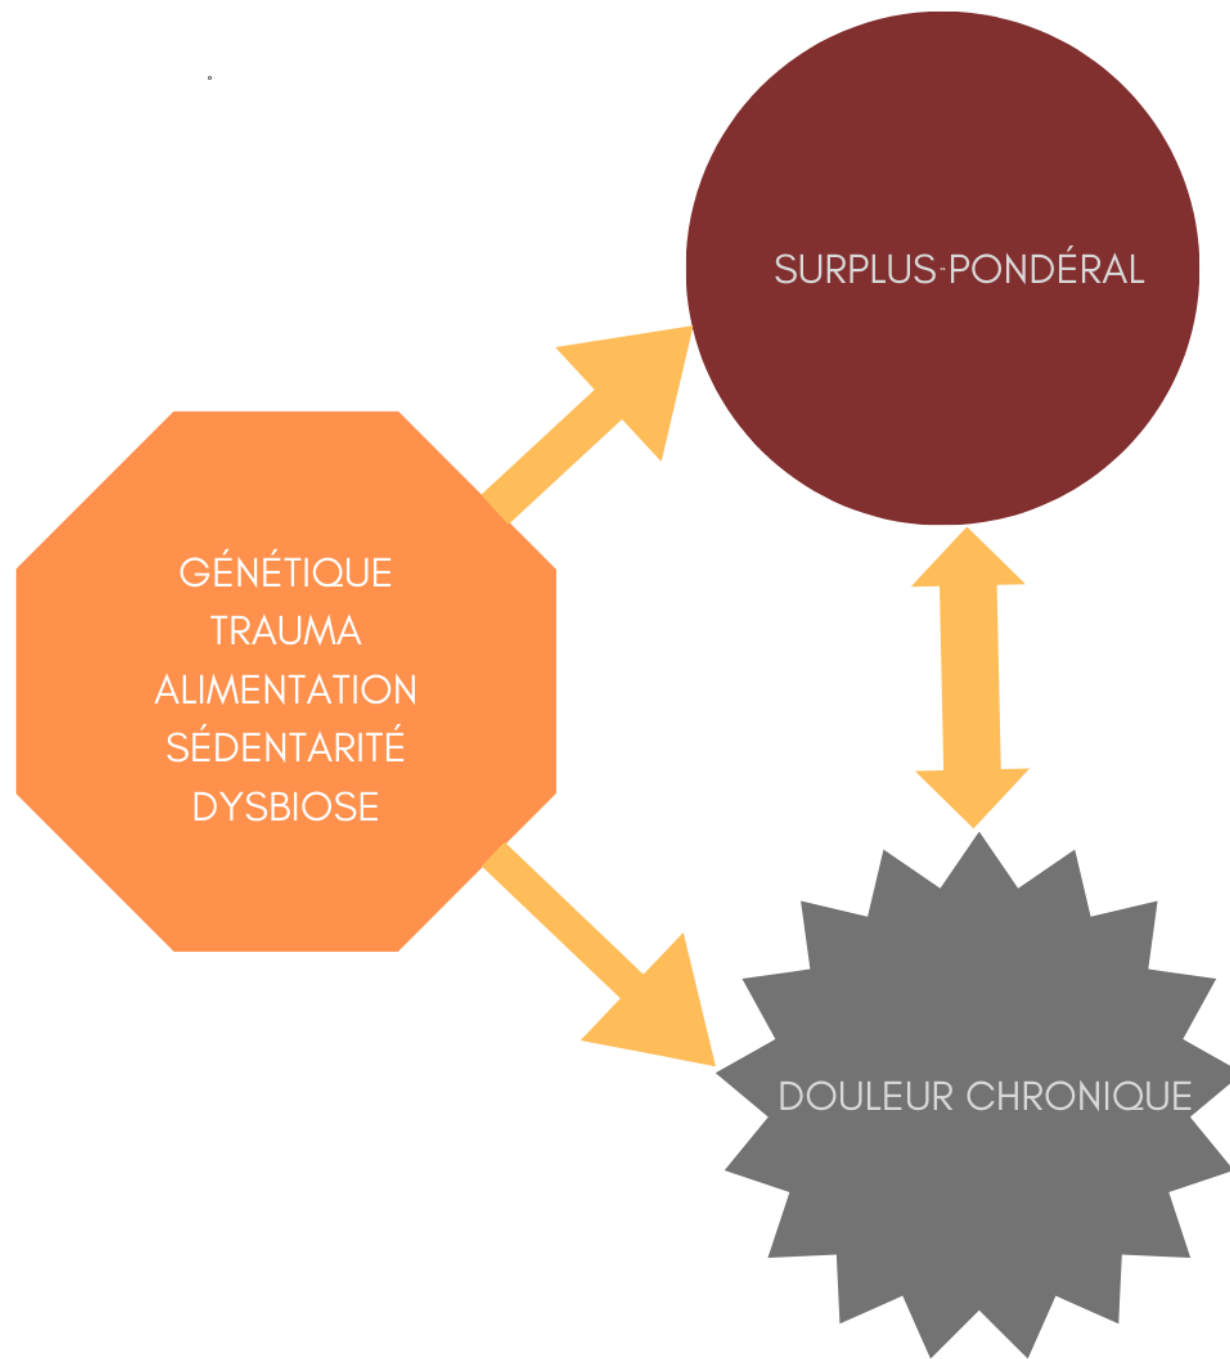 SURPLUS-PONDÉRAL
GÉNÉTIQUE
TRAUMA
ALIMENTATION
SÉDENTARITÉ
DYSBIOSE
DOULEUR CHRONIQUE